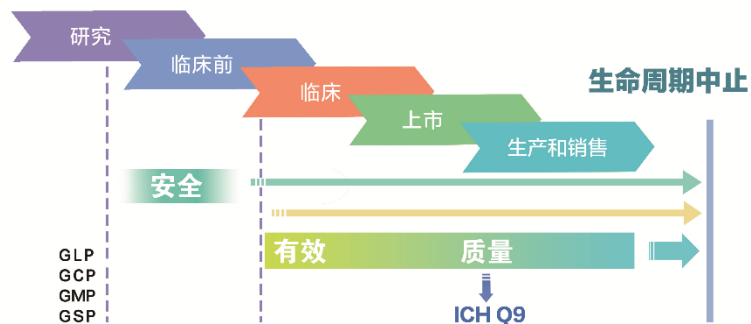 研究
临床前
临床
上市
生产和销售
生命周期中止
安全
有效
质量
GLP
GCP
GMP
GSP
ICH Q9